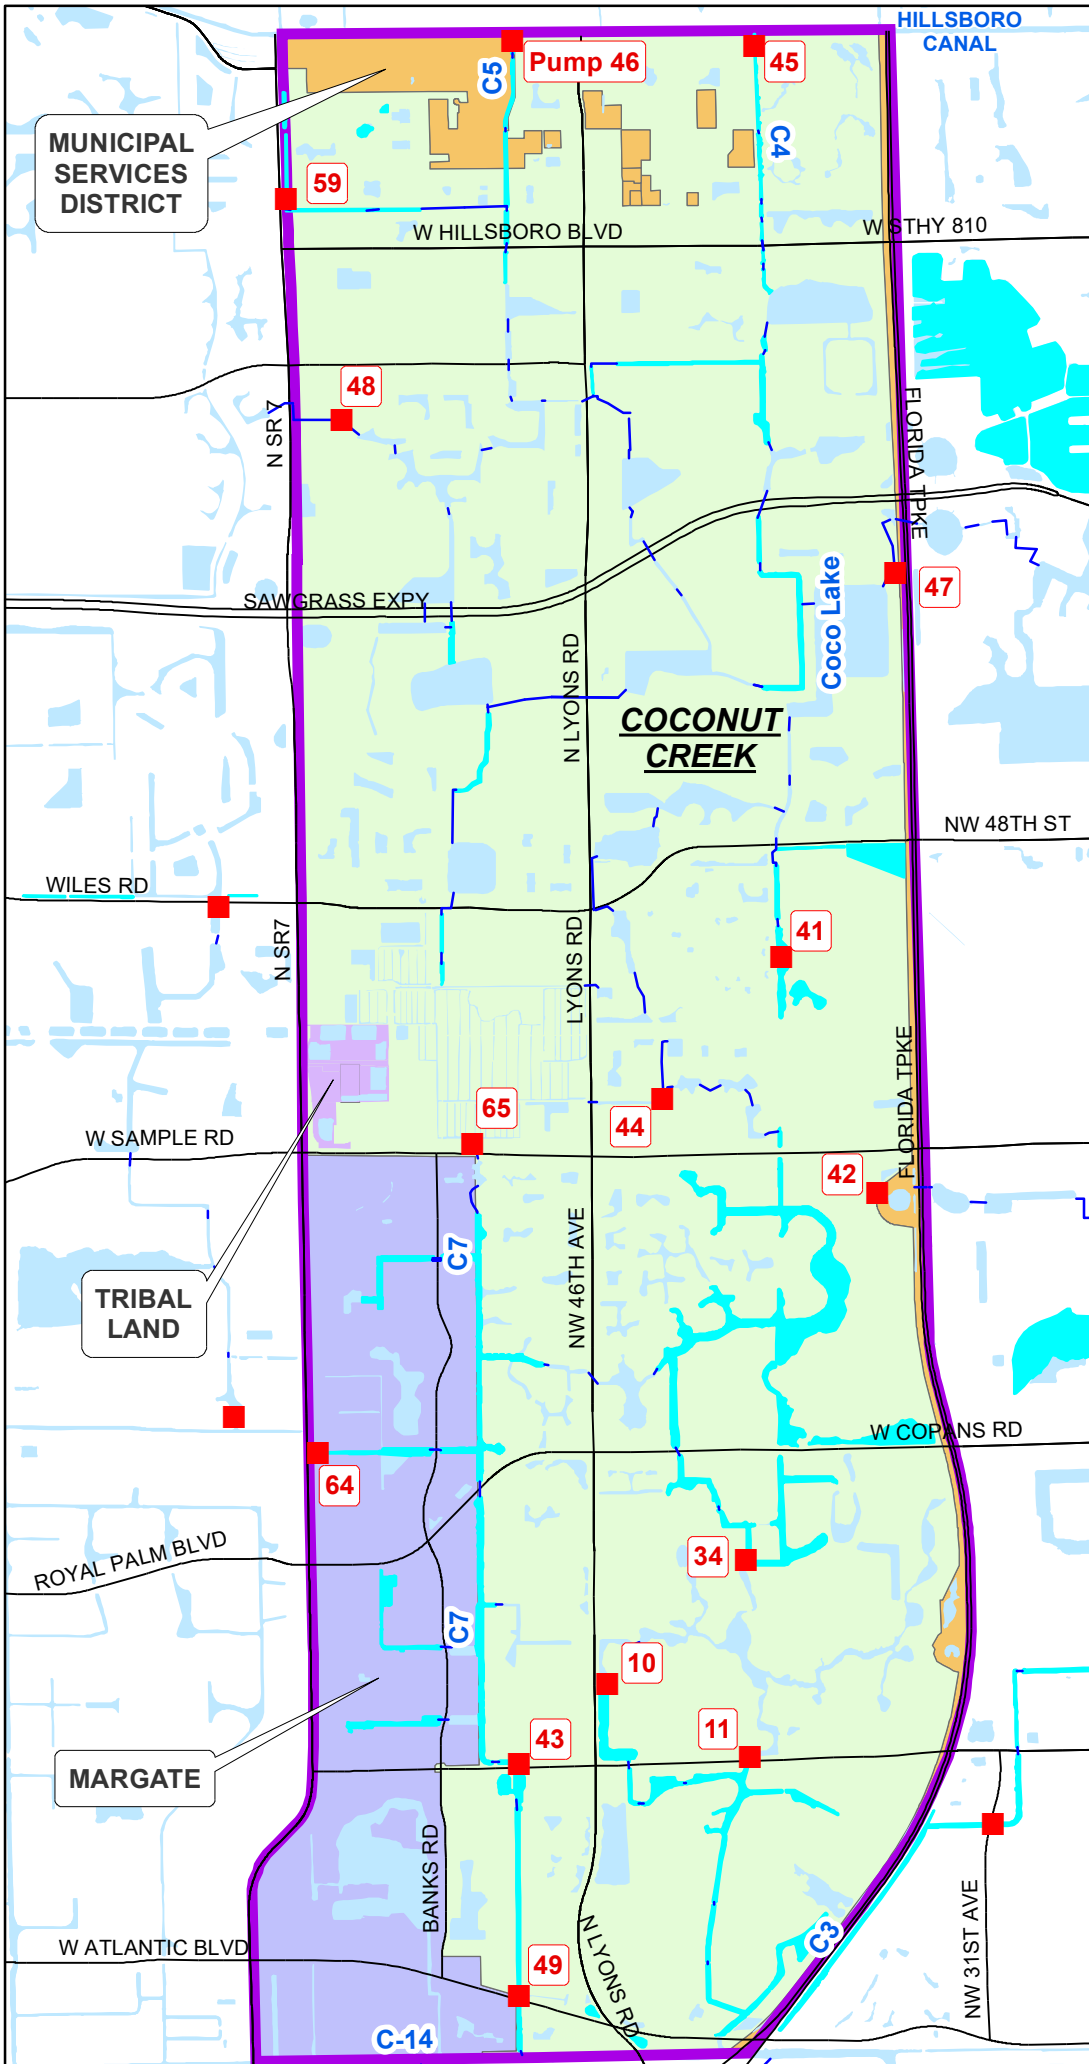 HILLSBORO
CANAL
Pump 46
45
C5
C4
MUNICIPAL
SERVICES
DISTRICT
59
W HILLSBORO BLVD
W STHY 810
48
N SR 7
FLORIDA TPKE
47
SAWGRASS EXPY
Coco Lake
N LYONS RD
COCONUT
CREEK
NW 48TH ST
WILES RD
41
N SR7
LYONS RD
FLORIDA TPKE
65
44
W SAMPLE RD
42
C7
NW 46TH AVE
TRIBAL
LAND
W COPANS RD
64
34
ROYAL PALM BLVD
C7
10
11
43
MARGATE
BANKS RD
N LYONS RD
C3
NW 31ST AVE
W ATLANTIC BLVD
49
C-14